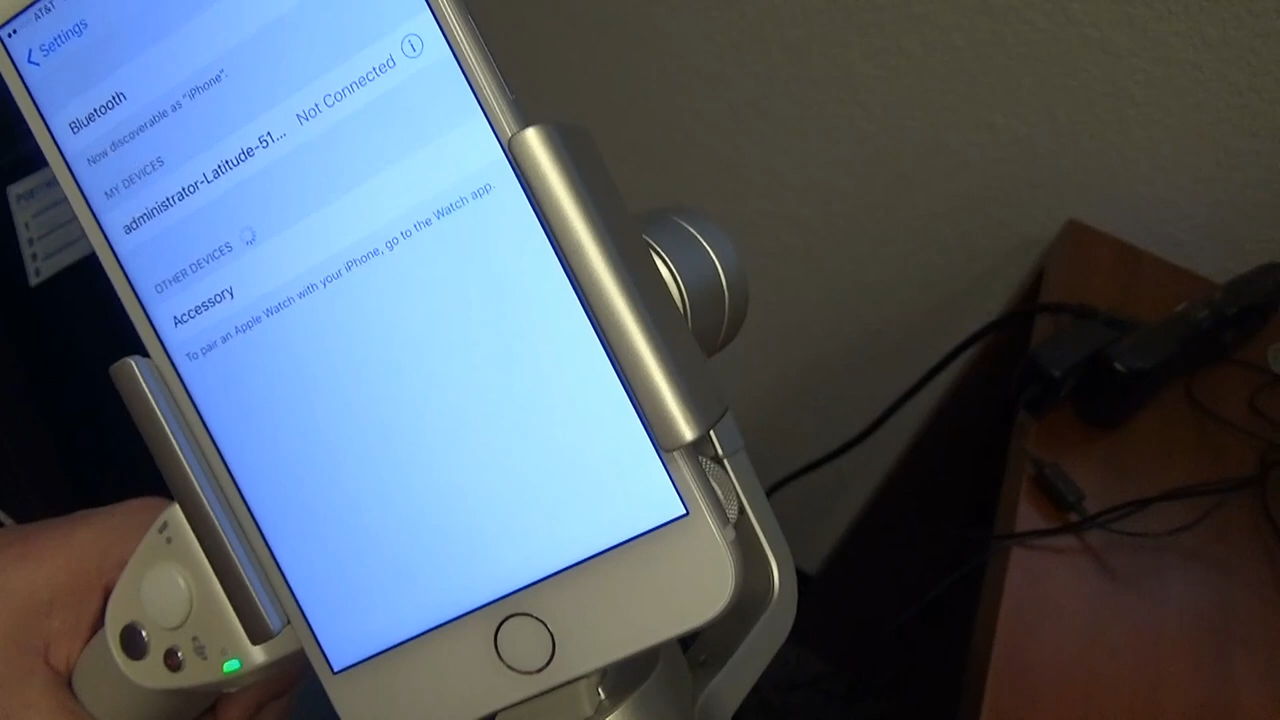 AT&T
Settings
Bluetooth
Now discoverable as "iPhone".
MY DEVICES
administrator-Latitude-51... Not Connected
OTHER DEVICES
Accessory
To pair an Apple Watch with your iPhone, go to the Watch app.
dji